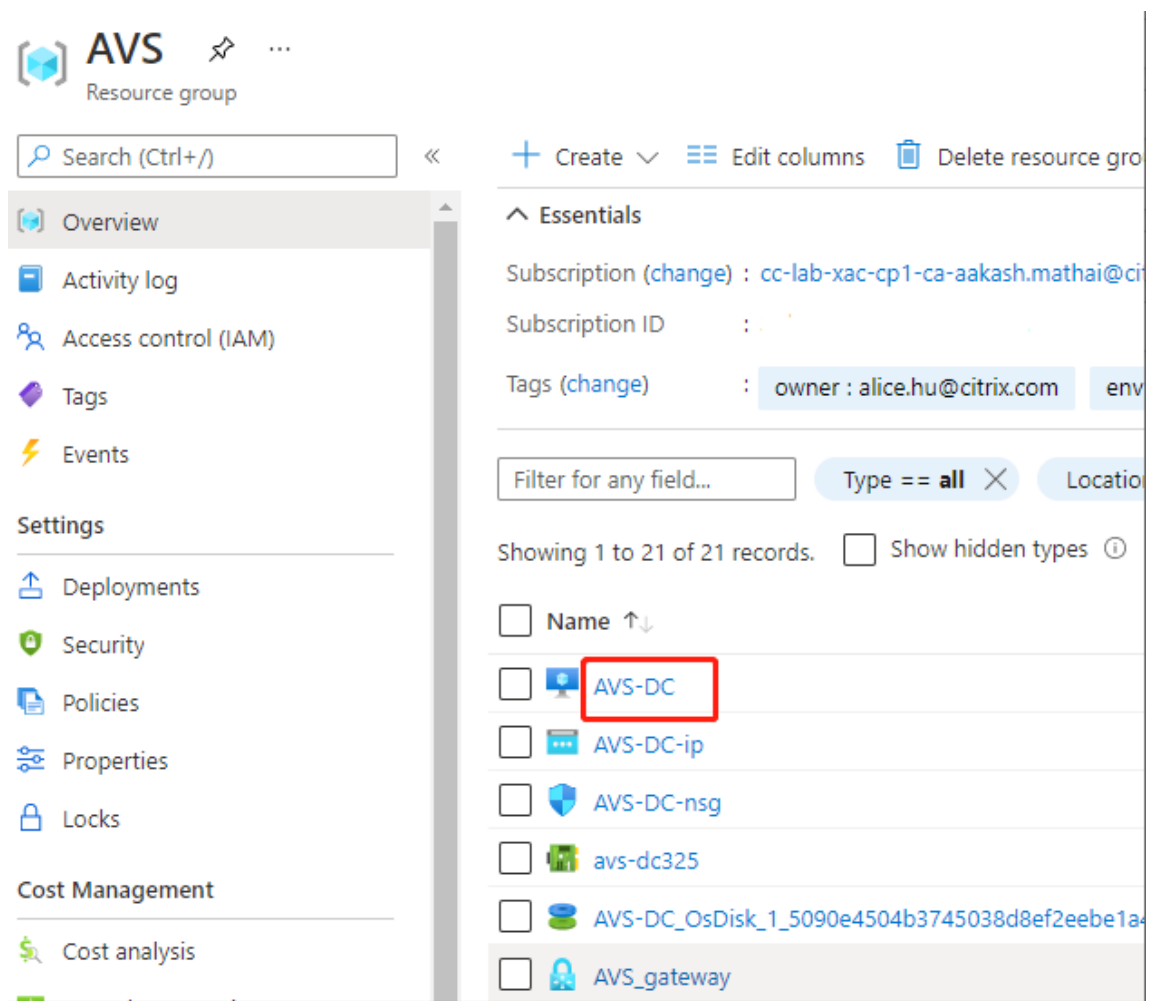 AVS
Resource group
Search (Ctrl+/)
Overview
Activity log
Access control (IAM)
Tags
Events
Settings
Deployments
Security
Policies
Properties
Locks
Cost Management
Cost analysis
Create
Edit columns
Delete resource gro
Essentials
Subscription (change) : cc-lab-xac-cp1-ca-aakash.mathai@ci
Subscription ID :
Tags (change) : owner : alice.hu@citrix.com env
Filter for any field...
Type == all
Locatio
Showing 1 to 21 of 21 records. Show hidden types
Name ↑↓
AVS-DC
AVS-DC-ip
AVS-DC-nsg
avs-dc325
AVS-DC_OsDisk_1_5090e4504b3745038d8ef2eebe1a4
AVS_gateway